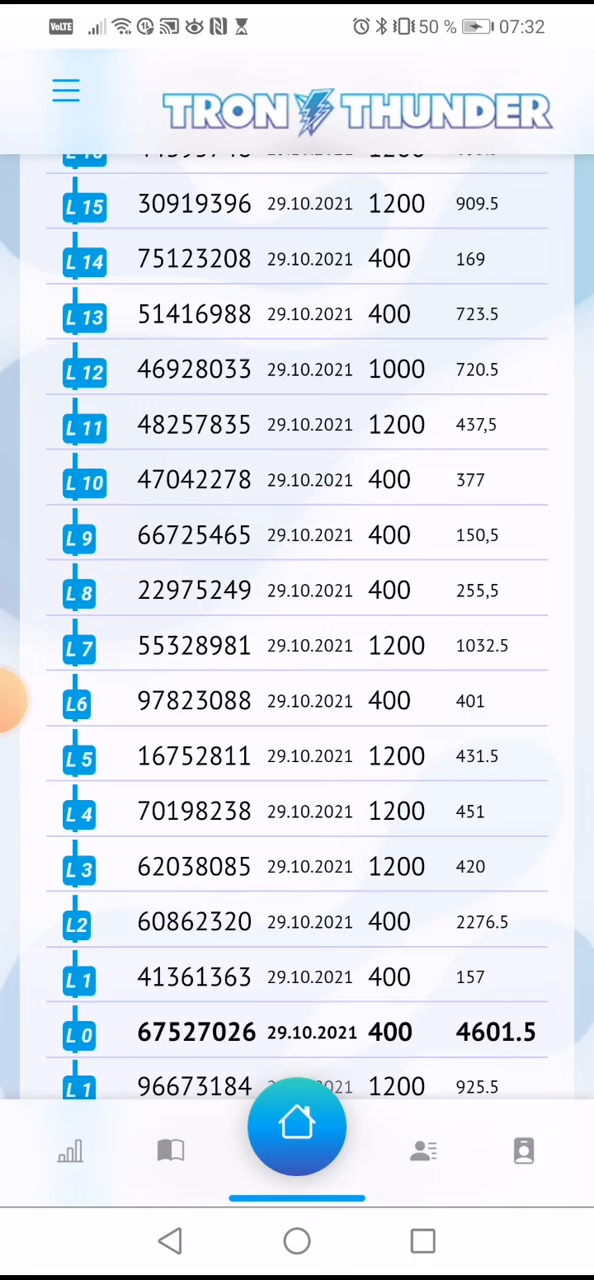 VoLTE 50 % 07:32
TRON THUNDER
L 15 30919396 29.10.2021 1200 909.5
L 14 75123208 29.10.2021 400 169
L 13 51416988 29.10.2021 400 723.5
L 12 46928033 29.10.2021 1000 720.5
L 11 48257835 29.10.2021 1200 437,5
L 10 47042278 29.10.2021 400 377
L 9 66725465 29.10.2021 400 150,5
L 8 22975249 29.10.2021 400 255,5
L 7 55328981 29.10.2021 1200 1032.5
L6 97823088 29.10.2021 400 401
L 5 16752811 29.10.2021 1200 431.5
L 4 70198238 29.10.2021 1200 451
L 3 62038085 29.10.2021 1200 420
L2 60862320 29.10.2021 400 2276.5
L 1 41361363 29.10.2021 400 157
L 0 67527026 29.10.2021 400 4601.5
L 1 96673184 1200 925.5